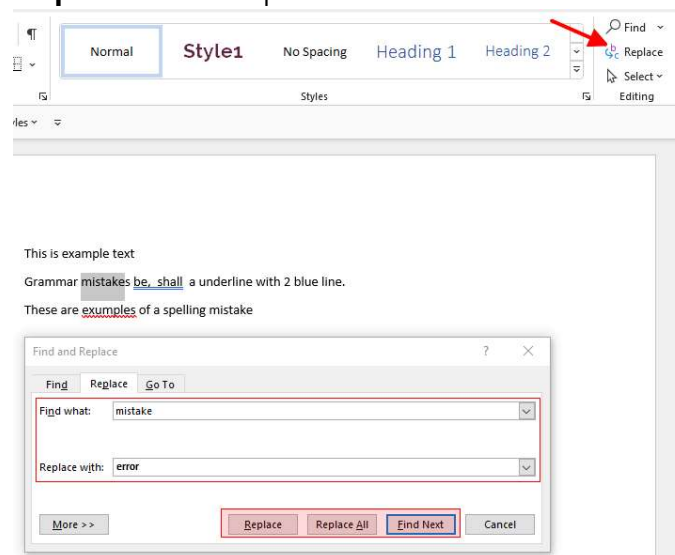 Find
Normal Style1 No Spacing Heading 1 Heading 2 Replace
Select
Styles Editing
This is example text
Grammar mistakes be, shall a underline with 2 blue line.
These are exumples of a spelling mistake
Find and Replace ? ×
Find Replace Go To
Find what: mistake
Replace with: error
More >> Replace Replace All Find Next Cancel